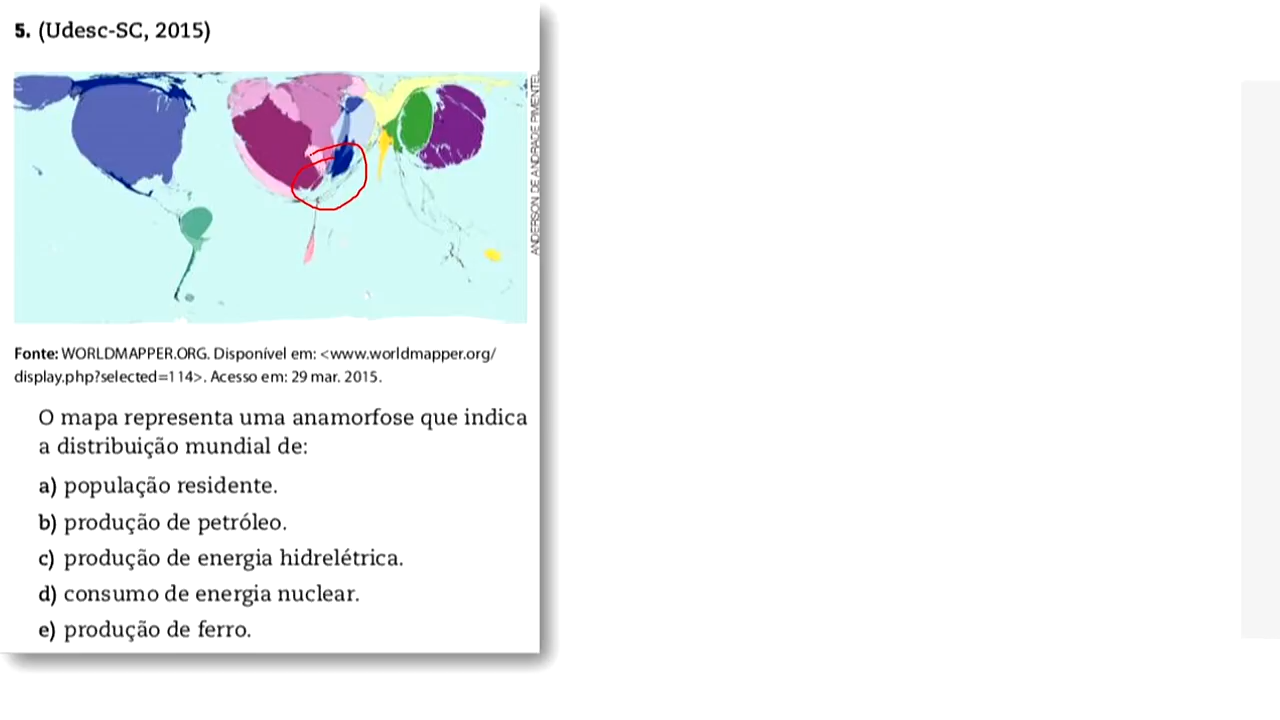 5. (Udesc-SC, 2015)
ANDERSON DE ANDRADE PIMENTEL
Fonte: WORLDMAPPER.ORG. Disponível em: <www.worldmapper.org/
display.php?selected=114>. Acesso em: 29 mar. 2015.
O mapa representa uma anamorfose que indica
a distribuição mundial de:
a) população residente.
b) produção de petróleo.
c) produção de energia hidrelétrica.
d) consumo de energia nuclear.
e) produção de ferro.